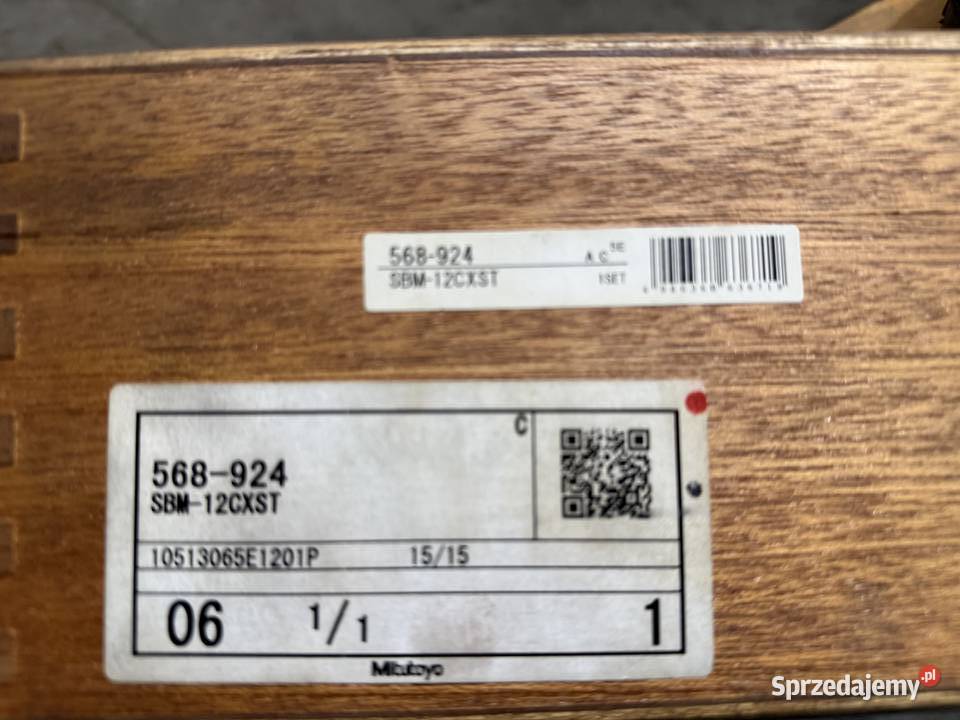 568-924
A.C
SE
SBM-12CXST
1SET
C
568-924
SBM-12CXST
10513065E1201P 15/15
06 1/1 1
Mitutoyo
Sprzedajemy.pl